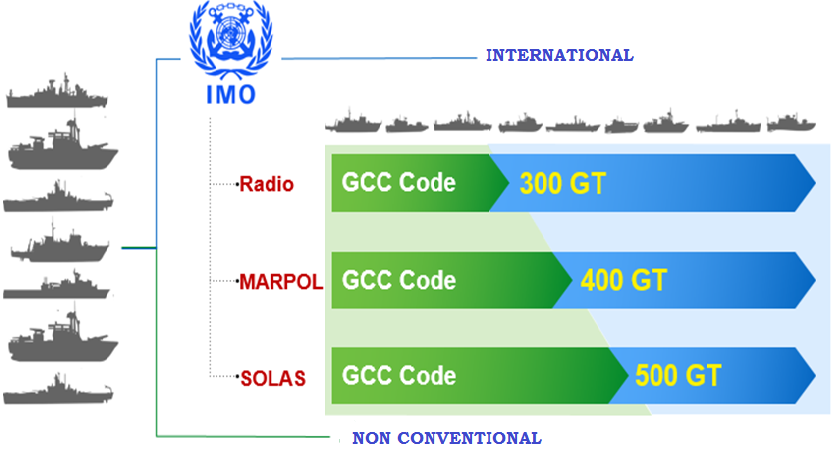 INTERNATIONAL
IMO
Radio
GCC Code
300 GT
MARPOL
GCC Code
400 GT
SOLAS
GCC Code
500 GT
NON CONVENTIONAL